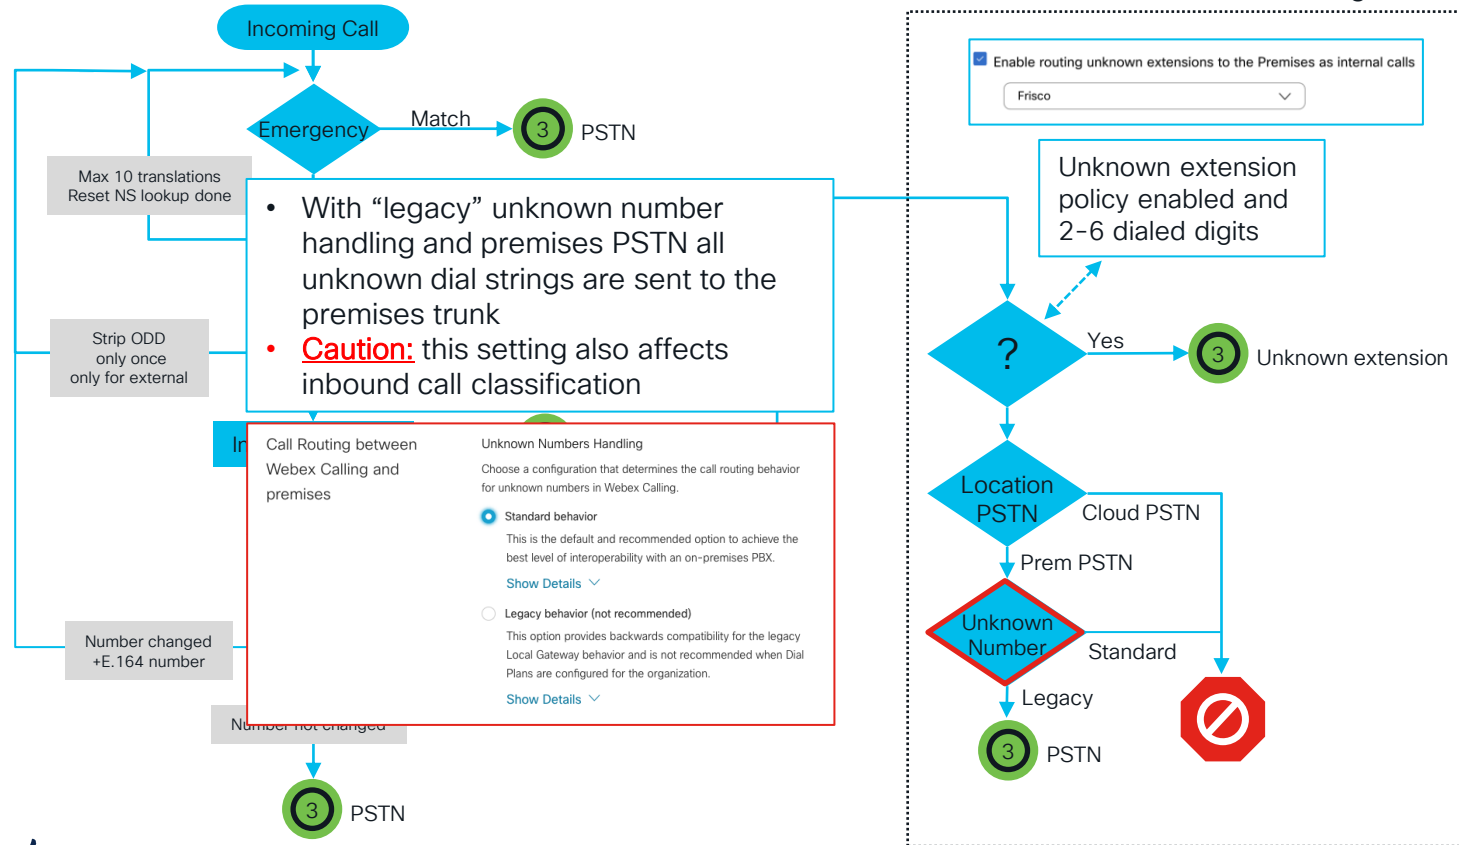 Incoming Call
Enable routing unknown extensions to the Premises as internal calls
Frisco
Emergency
Match
3
PSTN
Max 10 translations
Reset NS lookup done
Unknown extension
policy enabled and
2-6 dialed digits
• With “legacy” unknown number
handling and premises PSTN all
unknown dial strings are sent to the
premises trunk
• Caution: this setting also affects
inbound call classification
Strip ODD
only once
only for external
?
Yes
3
Unknown extension
Call Routing between
Webex Calling and
premises
Unknown Numbers Handling
Choose a configuration that determines the call routing behavior
for unknown numbers in Webex Calling.
Standard behavior
This is the default and recommended option to achieve the
best level of interoperability with an on-premises PBX.
Show Details
Legacy behavior (not recommended)
This option provides backwards compatibility for the legacy
Local Gateway behavior and is not recommended when Dial
Plans are configured for the organization.
Show Details
Location
PSTN
Cloud PSTN
Prem PSTN
Unknown
Number
Standard
Legacy
3
PSTN
Number changed
+E.164 number
Number not changed
3
PSTN